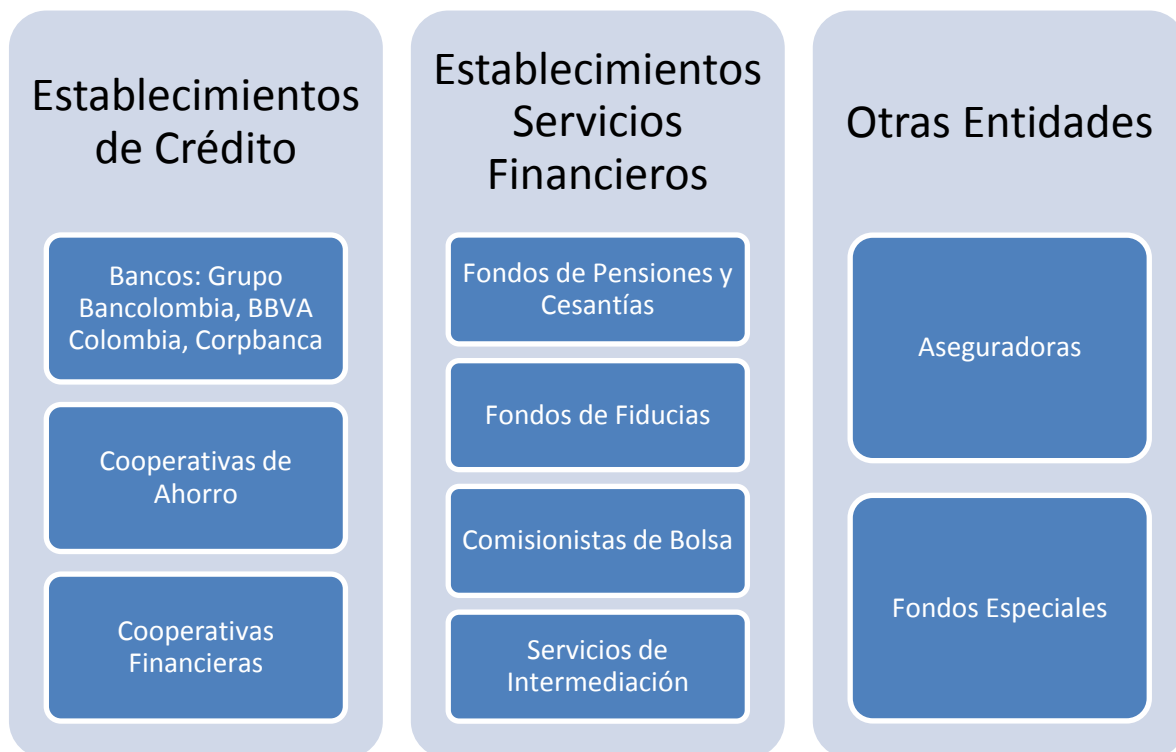 Establecimientos
de Crédito
Bancos: Grupo
Bancolombia, BBVA
Colombia, Corpbanca
Cooperativas de
Ahorro
Cooperativas
Financieras
Establecimientos
Servicios
Financieros
Fondos de Pensiones y
Cesantías
Fondos de Fiducias
Comisionistas de Bolsa
Servicios de
Intermediación
Otras Entidades
Aseguradoras
Fondos Especiales